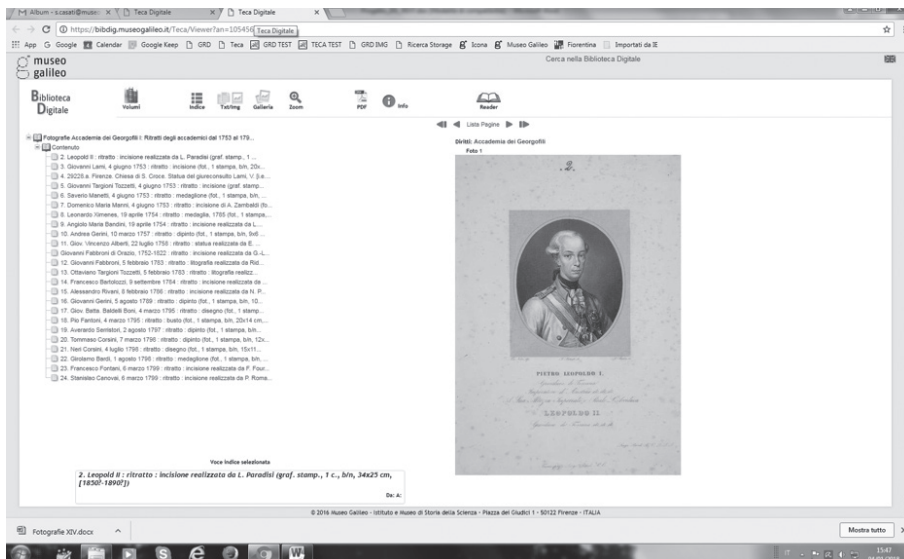 Album - s.casati@museo
Teca Digitale
Teca Digitale
https://bibdig.museogalileo.it/Teca/Viewer?an=105456
Teca Digitale
App Google Calendar Google Keep GRD Teca GRD TEST TECA TEST GRD IMG Ricerca Storage Icona Museo Galileo Fiorentina Importati da IE
museo
galileo
Cerca nella Biblioteca Digitale
Biblioteca
Digitale
Volumi Indice Txt/Img Galleria Zoom PDF Info Reader
Lista Pagine
Fotografie Accademia dei Georgofili I: Ritratti degli accademici dal 1753 al 179...
Contenuto
2. Leopold II : ritratto : incisione realizzata da L. Paradisi (graf. stamp., 1 ...
3. Giovanni Lami, 4 giugno 1753 : ritratto : incisione (fot., 1 stampa, b/n, 20x...
4. 29228.a. Firenze. Chiesa di S. Croce. Statua del giureconsulto Lami, V. (i.e...
5. Giovanni Targioni Tozzetti, 4 giugno 1753 : ritratto : incisione (graf. stamp...
6. Saverio Manetti, 4 giugno 1753 : ritratto : medaglione (fot., 1 stampa, b/n, ...
7. Domenico Maria Manni, 4 giugno 1753 : ritratto : incisione di A. Zambaldi (fo...
8. Leonardo Ximenes, 19 aprile 1754 : ritratto : medaglia, 1785 (fot., 1 stampa,...
9. Angiolo Maria Bandini, 19 aprile 1754 : ritratto : incisione realizzata da L...
10. Andrea Gerini, 10 marzo 1757 : ritratto : dipinto (fot., 1 stampa, b/n, 9x6 ...
11. Giov. Vincenzo Alberti, 22 luglio 1758 : ritratto : statua realizzata da E. ...
Giovanni Fabbroni di Orazio, 1752-1822 : ritratto : incisione realizzata da G.-L...
12. Giovanni Fabbroni, 5 febbraio 1783 : ritratto : litografia realizzata da Rid...
13. Ottaviano Targioni Tozzetti, 5 febbraio 1783 : ritratto : litografia realizz...
14. Francesco Bartolozzi, 9 settembre 1784 : ritratto : incisione realizzata da ...
15. Alessandro Rivani, 8 febbraio 1786 : ritratto : incisione realizzata da N. P...
16. Giovanni Gerini, 5 agosto 1789 : ritratto : dipinto (fot., 1 stampa, b/n, 10...
17. Giov. Batta. Baldelli Boni, 4 marzo 1795 : ritratto : disegno (fot., 1 stamp...
18. Pio Fantoni, 4 marzo 1795 : ritratto : busto (fot., 1 stampa, b/n, 20x14 cm,...
19. Averardo Serristori, 2 agosto 1797 : ritratto : dipinto (fot., 1 stampa, b/n...
20. Tommaso Corsini, 7 marzo 1798 : ritratto : dipinto (fot., 1 stampa, b/n, 12x...
21. Neri Corsini, 4 luglio 1798 : ritratto : disegno (fot., 1 stampa, b/n, 15x11...
22. Girolamo Bardi, 1 agosto 1798 : ritratto : medaglione (fot., 1 stampa, b/n, ...
23. Francesco Fontani, 6 marzo 1799 : ritratto : incisione realizzata da F. Four...
24. Stanislao Canovai, 6 marzo 1799 : ritratto : incisione realizzata da P. Roma...
Diritti: Accademia dei Georgofili
Foto 1
2.
PIETRO LEOPOLDO I.
LEOPOLDO II.
Voce Indice selezionata
2. Leopold II : ritratto : incisione realizzata da L. Paradisi (graf. stamp., 1 c., b/n, 34x25 cm,
[1850?-1890?])
Da: A:
© 2016 Museo Galileo - Istituto e Museo di Storia della Scienza - Piazza dei Giudici 1 - 50122 Firenze - ITALIA
Fotografie XIV.docx
Mostra tutto
IT
15:47